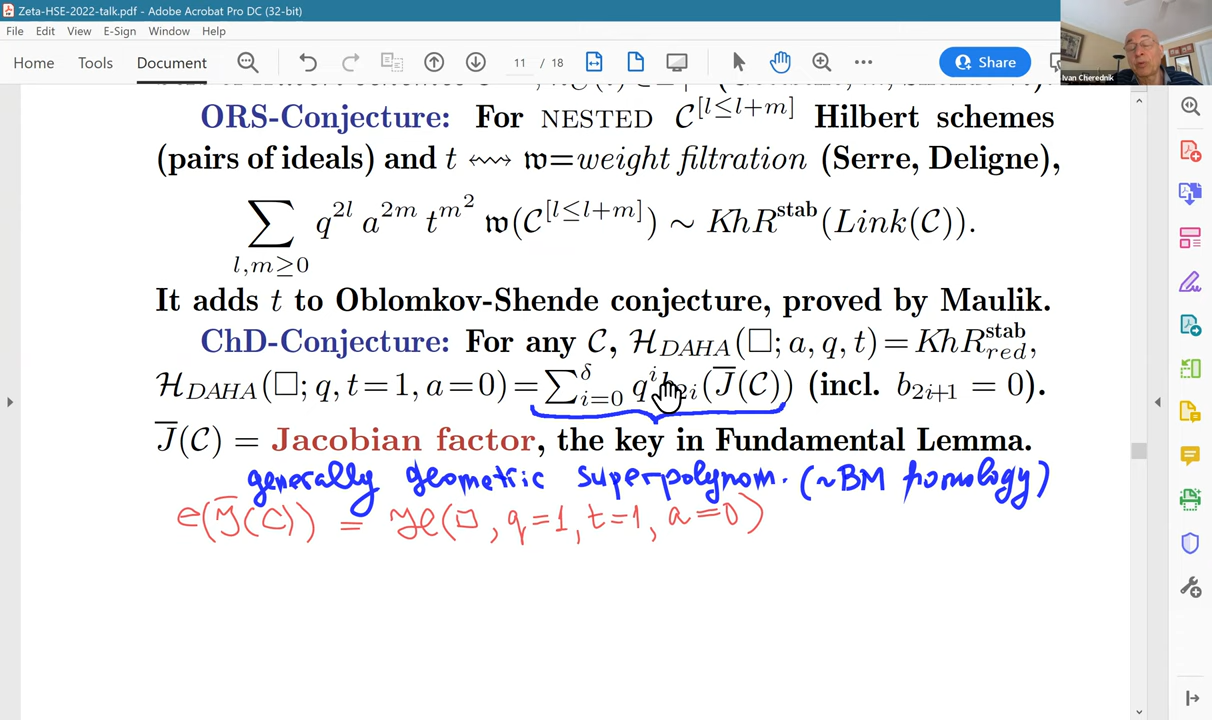 Zeta-HSE-2022-talk.pdf - Adobe Acrobat Pro DC (32-bit)
File Edit View E-Sign Window Help
Home Tools Document 11 / 18 Share
Ivan Cherednik
ORS-Conjecture: For NESTED C^{[l≤l+m]} Hilbert schemes
(pairs of ideals) and t ↭ 𝔴=weight filtration (Serre, Deligne),
∑_{l,m≥0} q^{2l} a^{2m} t^{m^2} 𝔴(C^{[l≤l+m]}) ∼ KhR^{stab}(Link(C)).
It adds t to Oblomkov-Shende conjecture, proved by Maulik.
ChD-Conjecture: For any C, H_{DAHA}(□; a, q, t)=KhR^{stab}_{red},
H_{DAHA}(□; q, t=1, a=0)=∑^δ_{i=0} q^i b_{2i}(J̅(C)) (incl. b_{2i+1} = 0).
J̅(C) = Jacobian factor, the key in Fundamental Lemma.
generally geometric superpolynom. (~BM homology)
e(J̅(C)) = H(□, q=1, t=1, a=0)